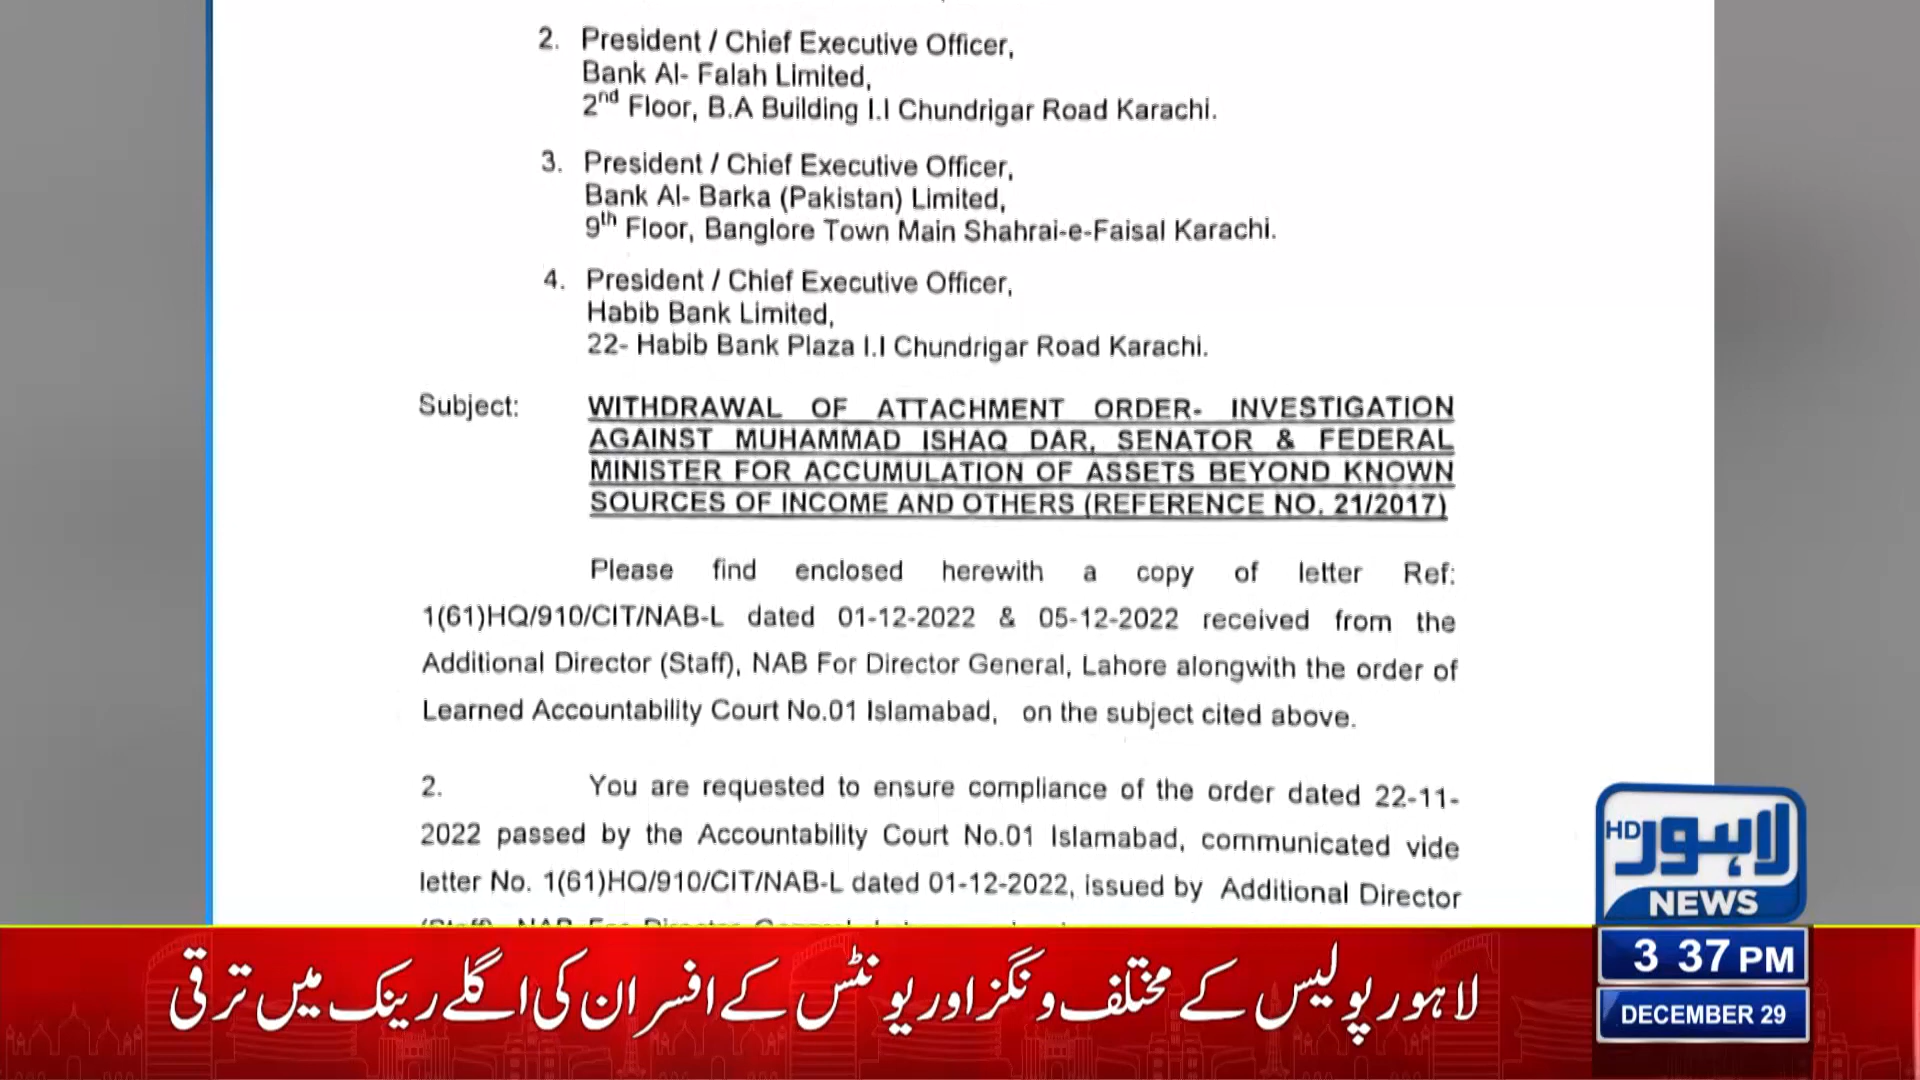 2. President / Chief Executive Officer,
Bank Al- Falah Limited,
2nd Floor, B.A Building I.I Chundrigar Road Karachi.
3. President / Chief Executive Officer,
Bank Al- Barka (Pakistan) Limited,
9th Floor, Banglore Town Main Shahrai-e-Faisal Karachi.
4. President / Chief Executive Officer,
Habib Bank Limited,
22- Habib Bank Plaza I.I Chundrigar Road Karachi.
Subject: WITHDRAWAL OF ATTACHMENT ORDER- INVESTIGATION
AGAINST MUHAMMAD ISHAQ DAR, SENATOR & FEDERAL
MINISTER FOR ACCUMULATION OF ASSETS BEYOND KNOWN
SOURCES OF INCOME AND OTHERS (REFERENCE NO. 21/2017)
Please find enclosed herewith a copy of letter Ref:
1(61)HQ/910/CIT/NAB-L dated 01-12-2022 & 05-12-2022 received from the
Additional Director (Staff), NAB For Director General, Lahore alongwith the order of
Learned Accountability Court No.01 Islamabad, on the subject cited above.
2. You are requested to ensure compliance of the order dated 22-11-
2022 passed by the Accountability Court No.01 Islamabad, communicated vide
letter No. 1(61)HQ/910/CIT/NAB-L dated 01-12-2022, issued by Additional Director
(Staff), NAB For Director General
لاہور HD
NEWS
3 37 PM
DECEMBER 29
لاہور پولیس کے مختلف ونگز اور یونٹس کے افسران کی اگلے رینک میں ترقی